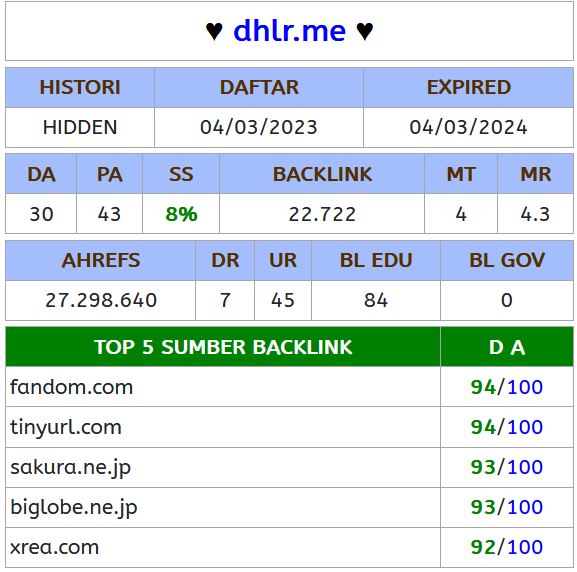 ♥ dhlr.me ♥
HISTORI DAFTAR EXPIRED
HIDDEN 04/03/2023 04/03/2024
DA PA SS BACKLINK MT MR
30 43 8% 22.722 4 4.3
AHREFS DR UR BL EDU BL GOV
27.298.640 7 45 84 0
TOP 5 SUMBER BACKLINK D A
fandom.com 94/100
tinyurl.com 94/100
sakura.ne.jp 93/100
biglobe.ne.jp 93/100
xrea.com 92/100